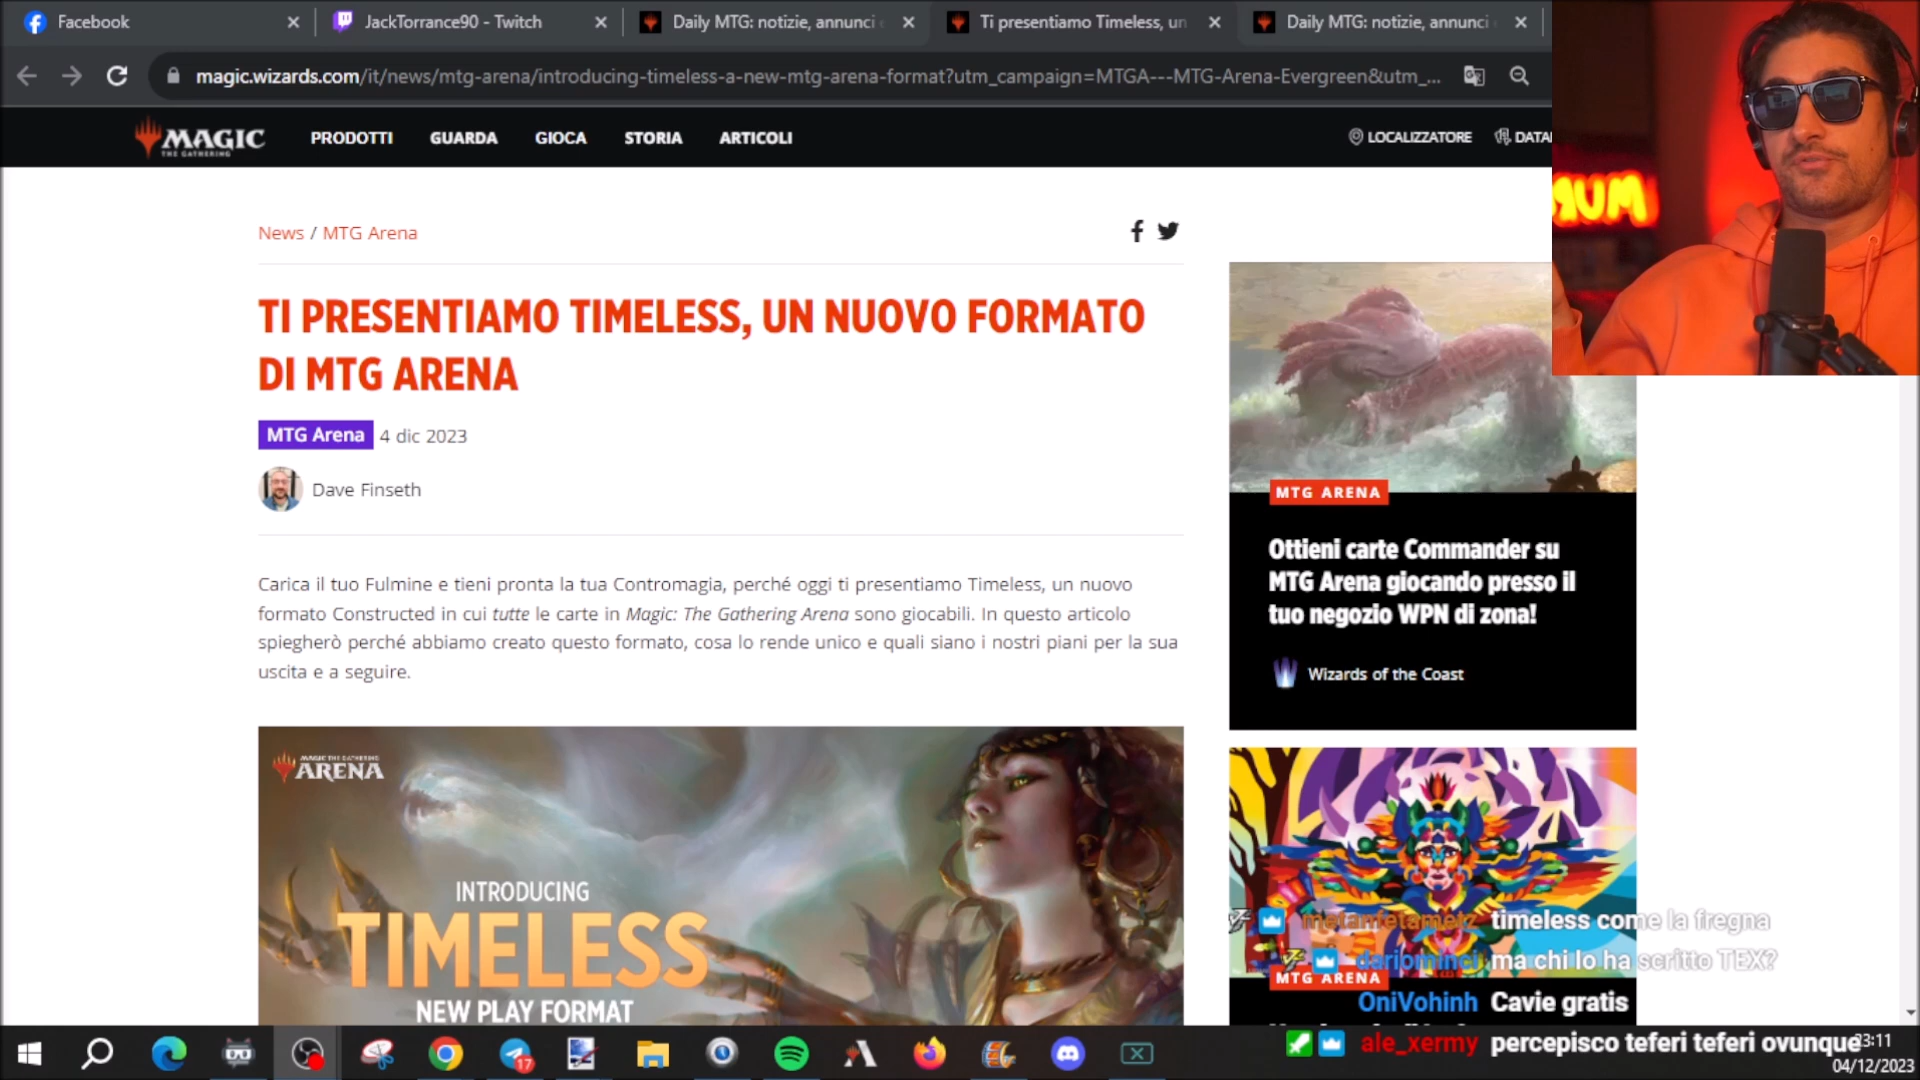 Facebook
JackTorrance90 - Twitch
Daily MTG: notizie, annunci
Ti presentiamo Timeless, un
Daily MTG: notizie, annunci
magic.wizards.com/it/news/mtg-arena/introducing-timeless-a-new-mtg-arena-format?utm_campaign=MTGA---MTG-Arena-Evergreen&utm_...
MAGIC
THE GATHERING
PRODOTTI
GUARDA
GIOCA
STORIA
ARTICOLI
LOCALIZZATORE
News / MTG Arena
TI PRESENTIAMO TIMELESS, UN NUOVO FORMATO
DI MTG ARENA
MTG Arena 4 dic 2023
Dave Finseth
Carica il tuo Fulmine e tieni pronta la tua Contromagia, perché oggi ti presentiamo Timeless, un nuovo
formato Constructed in cui tutte le carte in Magic: The Gathering Arena sono giocabili. In questo articolo
spiegherò perché abbiamo creato questo formato, cosa lo rende unico e quali siano i nostri piani per la sua
uscita e a seguire.
MAGIC THE GATHERING
ARENA
INTRODUCING
TIMELESS
NEW PLAY FORMAT
MTG ARENA
Ottieni carte Commander su
MTG Arena giocando presso il
tuo negozio WPN di zona!
Wizards of the Coast
metanfetametz timeless come la fregna
dariominci ma chi lo ha scritto TEX?
MTG ARENA
OniVohinh Cavie gratis
ale_xermy percepisco teferi teferi ovunque
17
23:11
04/12/2023